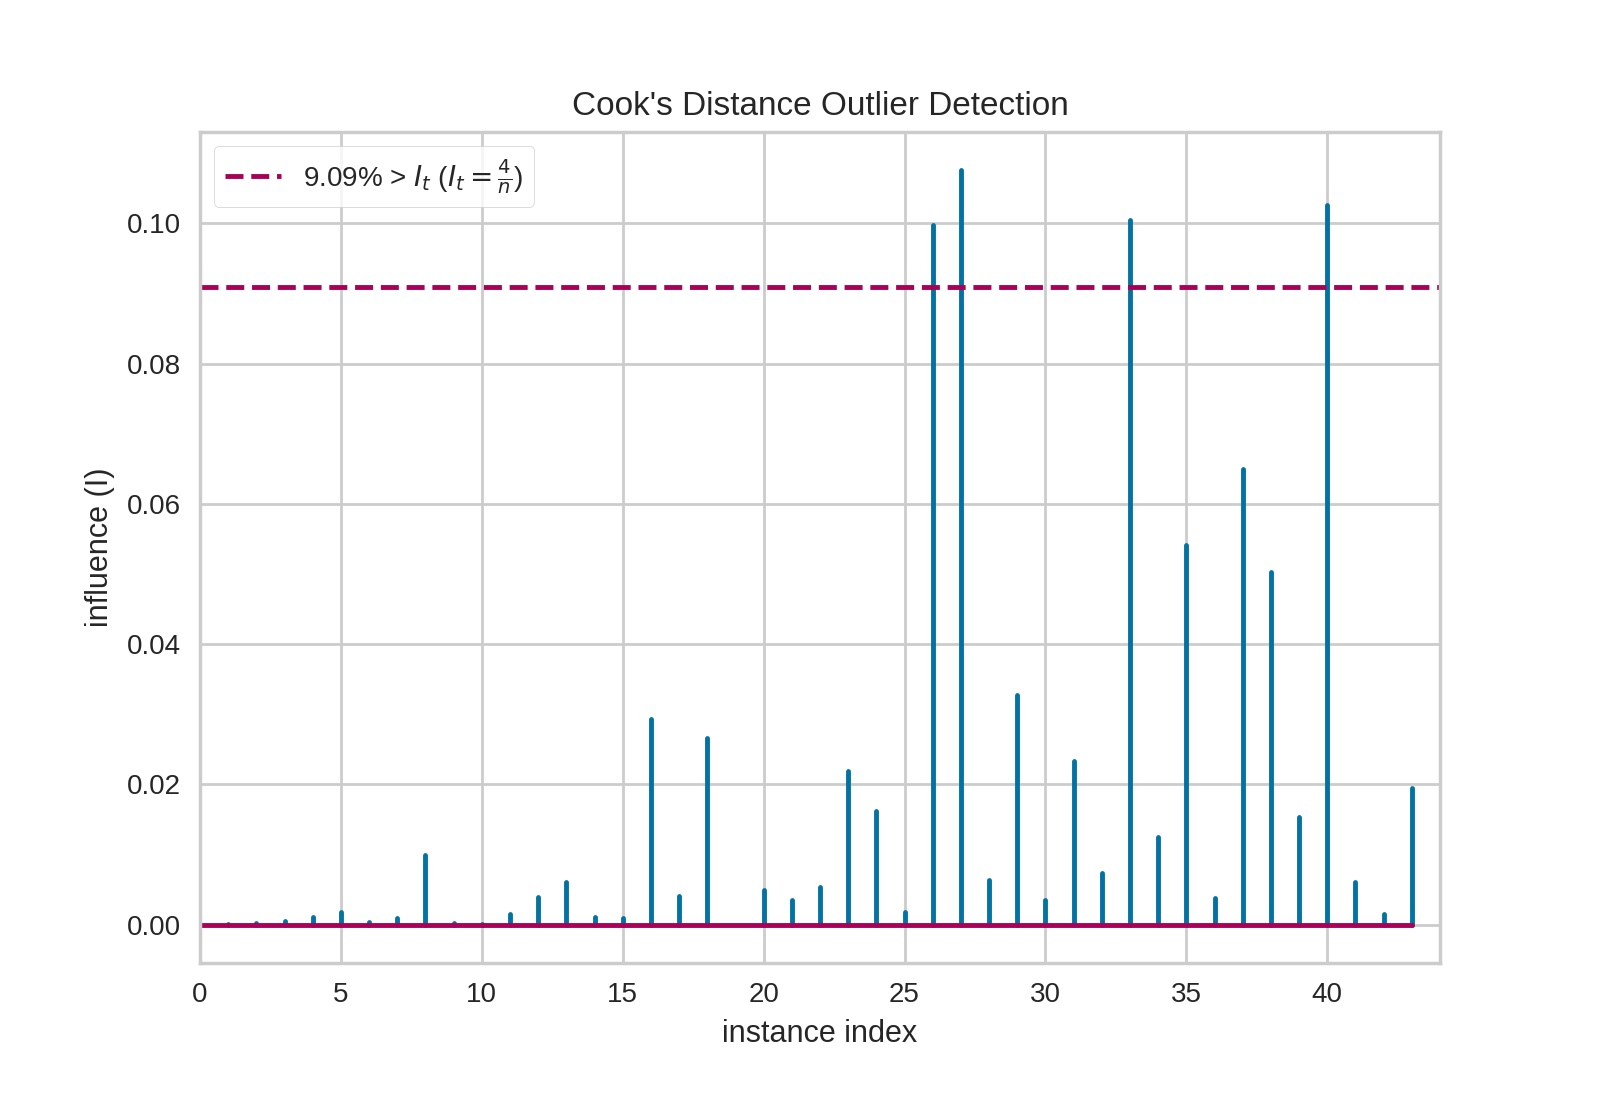 Cook's Distance Outlier Detection
9.09% > I_t (I_t = 4/n)
0.10
0.08
0.06
0.04
0.02
0.00
influence (I)
0 5 10 15 20 25 30 35 40
instance index